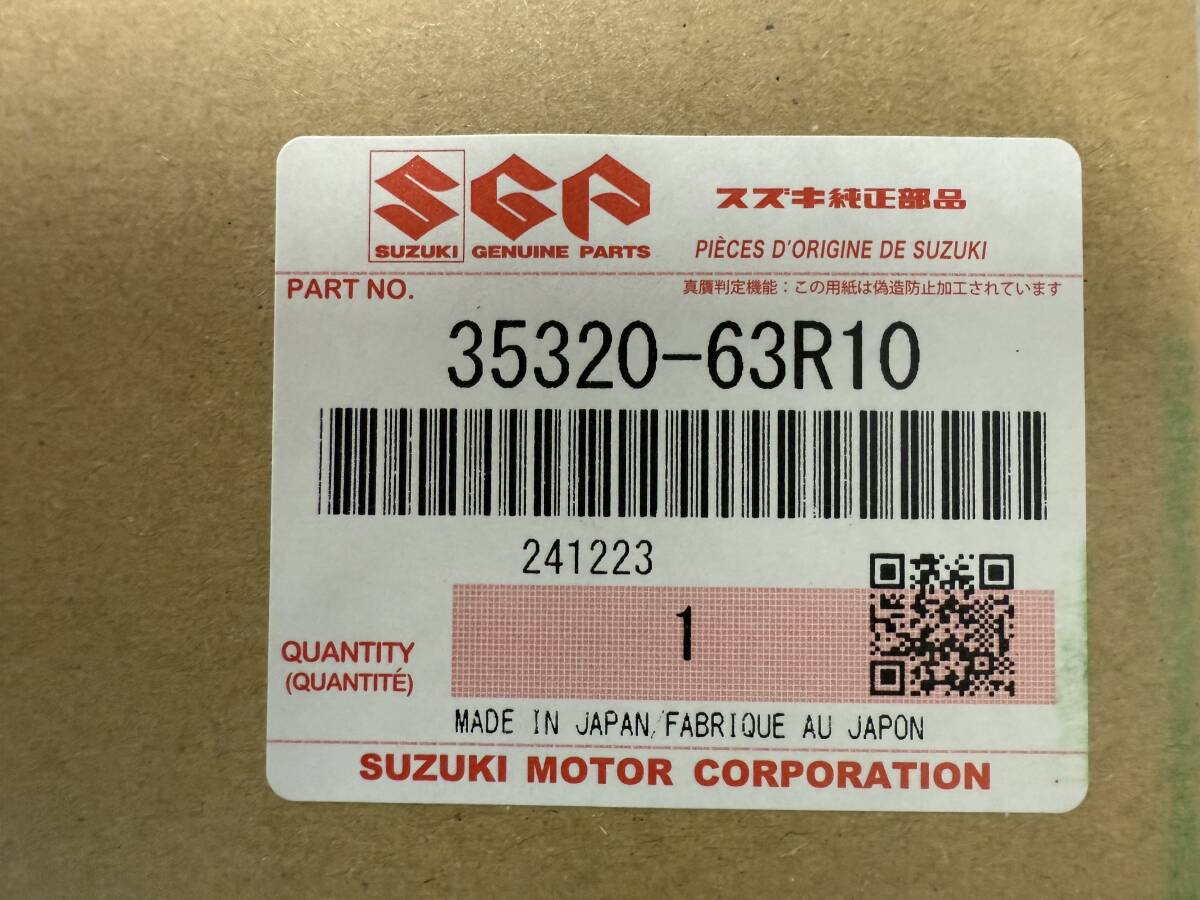 SGP
スズキ純正部品
SUZUKI
GENUINE PARTS
PIÈCES D'ORIGINE DE SUZUKI
PART NO.
真贋判定機能:この用紙は偽造防止加工されています
35320-63R10
241223
1
QUANTITY
(QUANTITÉ)
MADE IN JAPAN/FABRIQUE AU JAPON
SUZUKI MOTOR CORPORATION